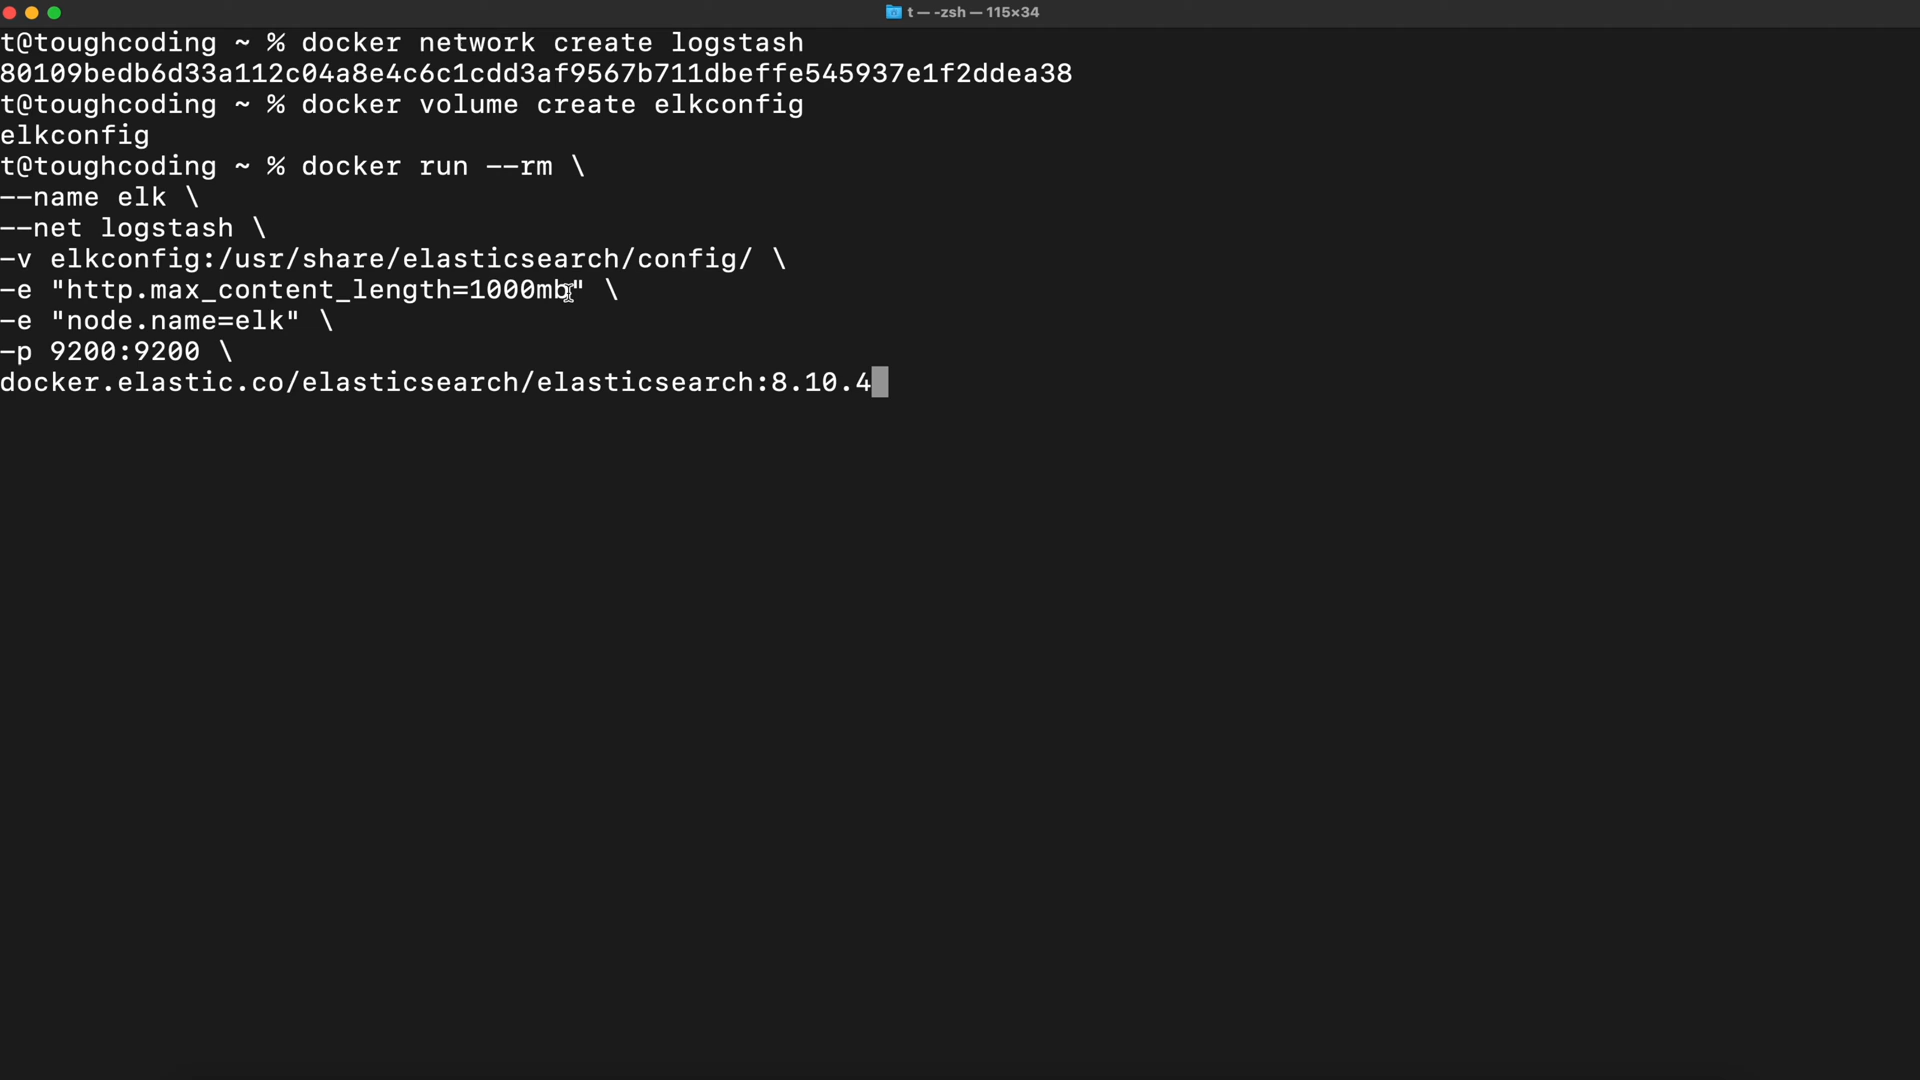 t — -zsh — 115×34
t@toughcoding ~ % docker network create logstash
80109bedb6d33a112c04a8e4c6c1cdd3af9567b711dbeffe545937e1f2ddea38
t@toughcoding ~ % docker volume create elkconfig
elkconfig
t@toughcoding ~ % docker run --rm \
--name elk \
--net logstash \
-v elkconfig:/usr/share/elasticsearch/config/ \
-e "http.max_content_length=1000mb" \
-e "node.name=elk" \
-p 9200:9200 \
docker.elastic.co/elasticsearch/elasticsearch:8.10.4